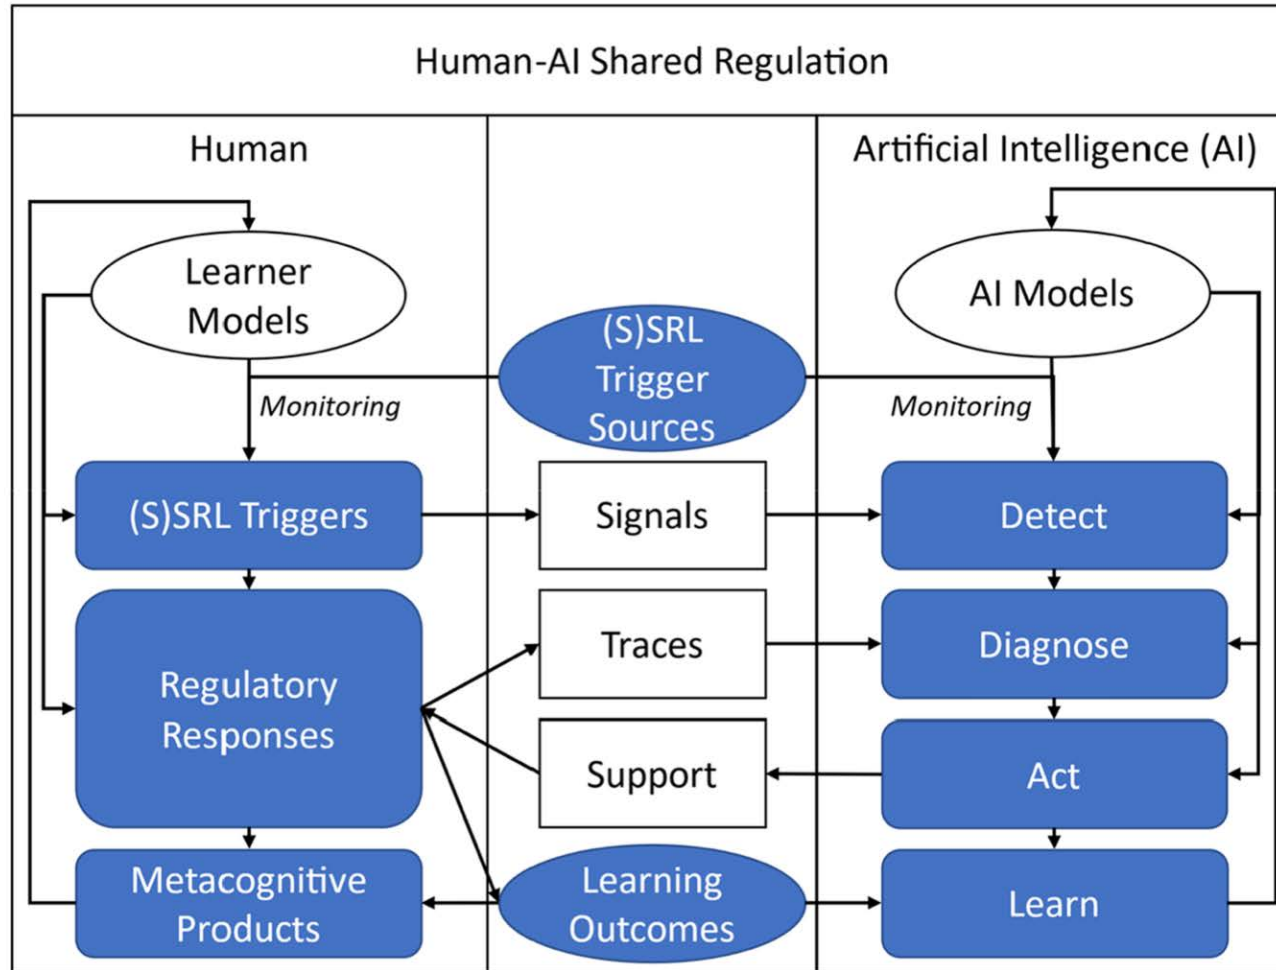 Human-AI Shared Regulation
Human
Artificial Intelligence (AI)
Learner
Models
(S)SRL
Trigger
Sources
AI Models
Monitoring
Monitoring
(S)SRL Triggers
Signals
Detect
Regulatory
Responses
Traces
Diagnose
Support
Act
Metacognitive
Products
Learning
Outcomes
Learn